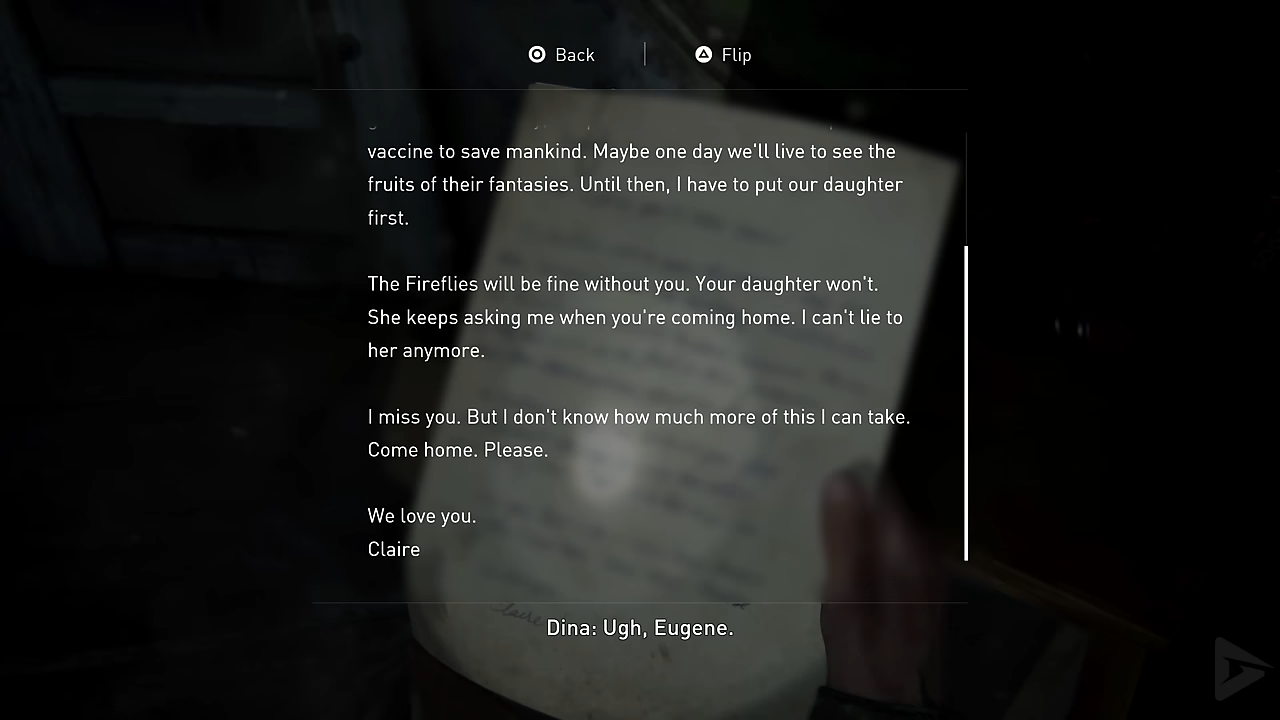 Back
Flip
vaccine to save mankind. Maybe one day we'll live to see the
fruits of their fantasies. Until then, I have to put our daughter
first.
The Fireflies will be fine without you. Your daughter won't.
She keeps asking me when you're coming home. I can't lie to
her anymore.
I miss you. But I don't know how much more of this I can take.
Come home. Please.
We love you.
Claire
Claire
Dina: Ugh, Eugene.